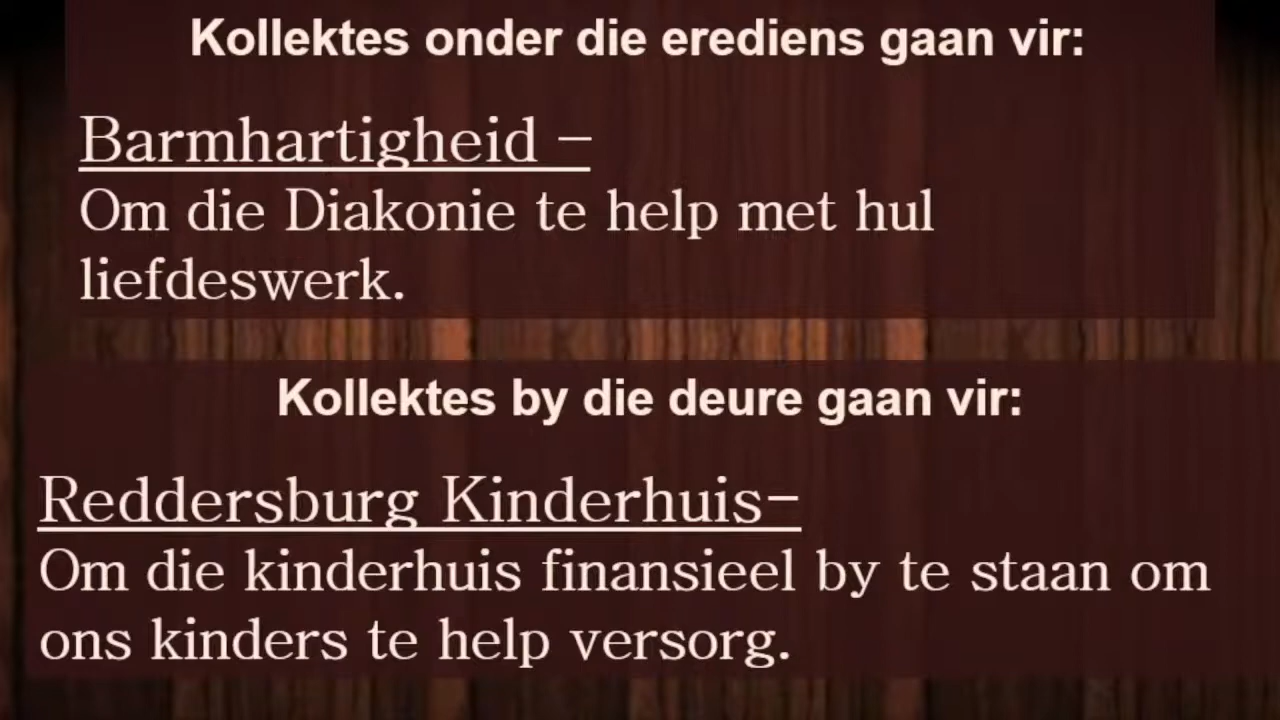 Kollektes onder die erediens gaan vir:
Barmhartigheid –
Om die Diakonie te help met hul
liefdeswerk.
Kollektes by die deure gaan vir:
Reddersburg Kinderhuis–
Om die kinderhuis finansieel by te staan om
ons kinders te help versorg.